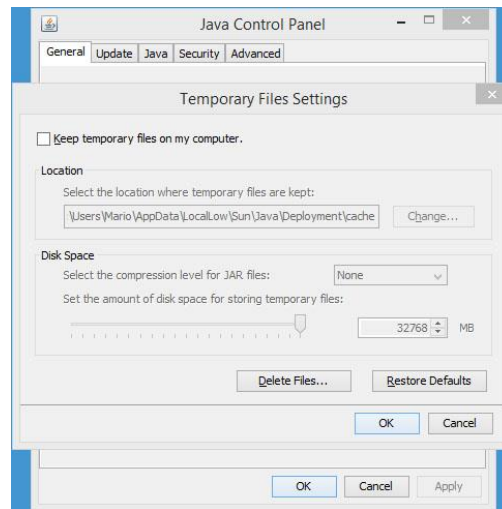 Java Control Panel
General Update Java Security Advanced
Temporary Files Settings
Keep temporary files on my computer.
Location
Select the location where temporary files are kept:
\Users\Mario\AppData\LocalLow\Sun\Java\Deployment\cache Change...
Disk Space
Select the compression level for JAR files: None
Set the amount of disk space for storing temporary files:
32768 MB
Delete Files... Restore Defaults
OK Cancel
OK Cancel Apply